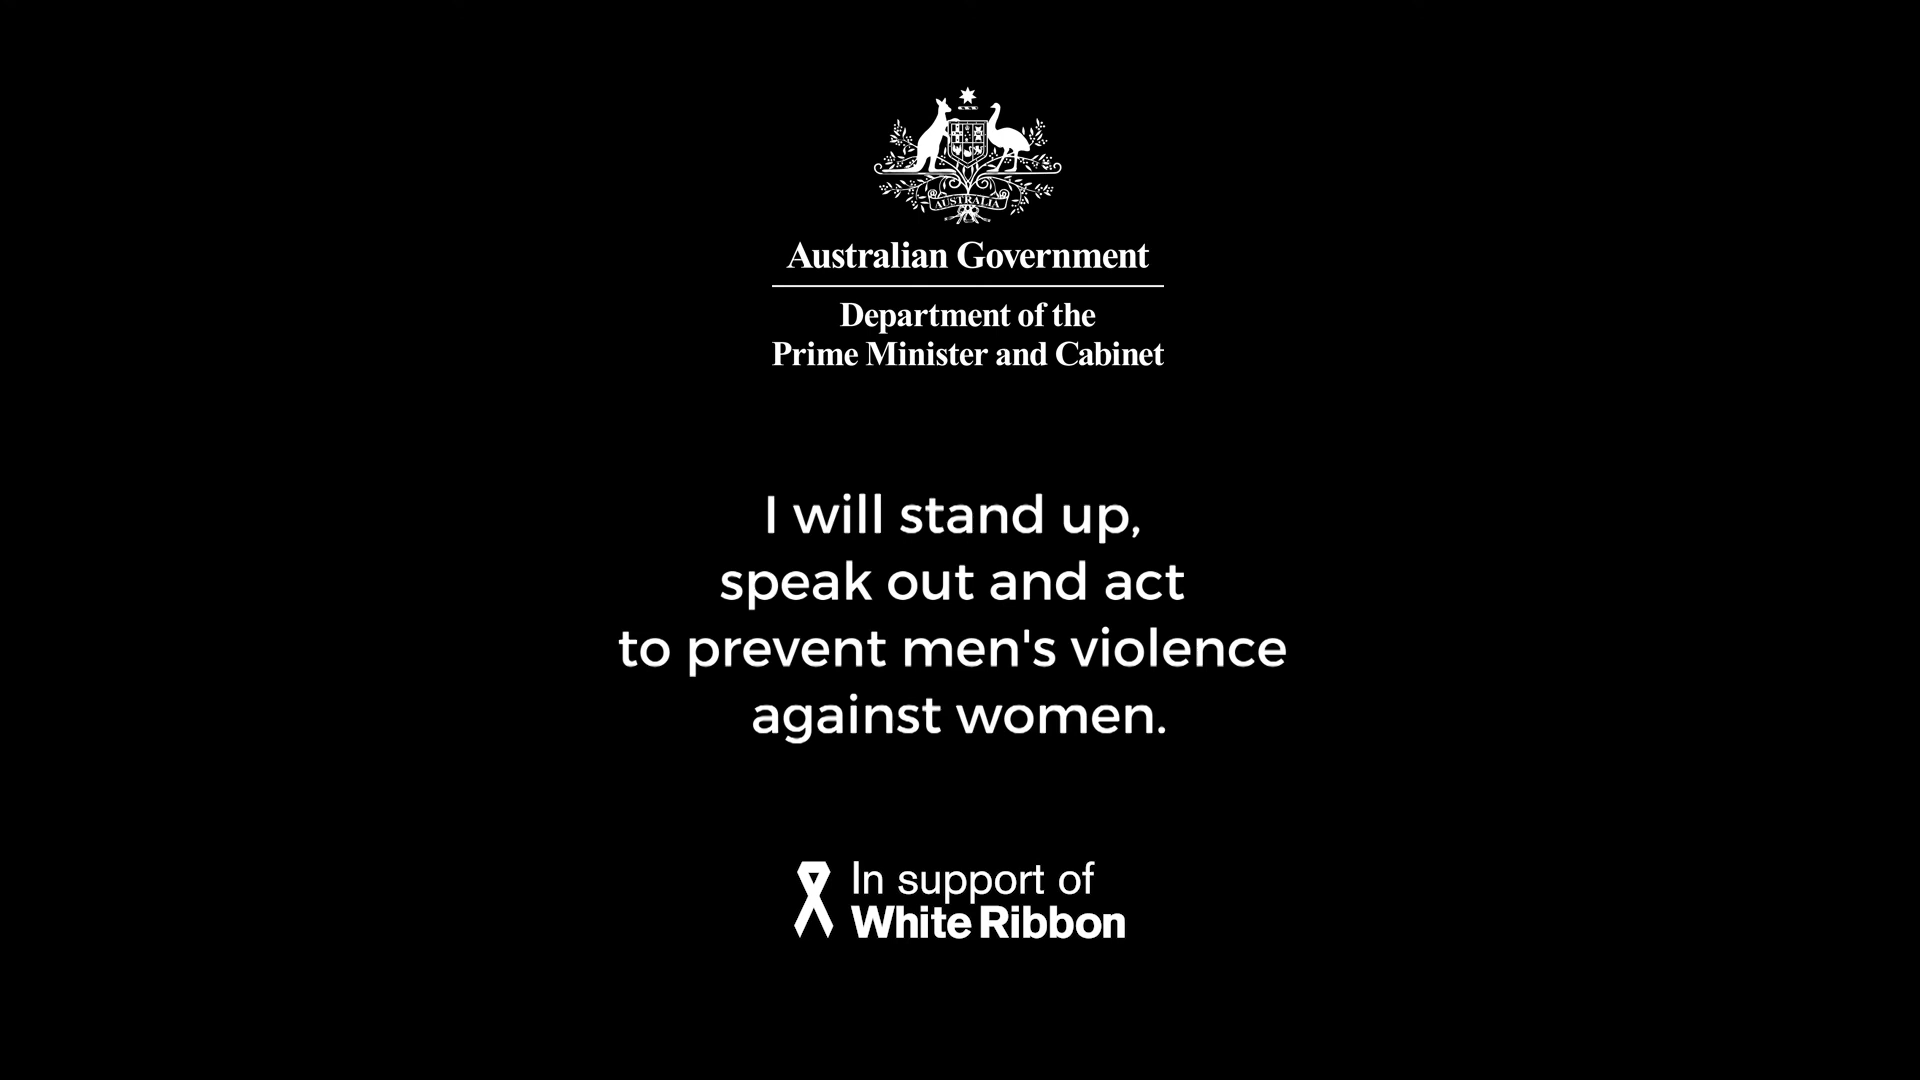 AUSTRALIA
Australian Government
Department of the
Prime Minister and Cabinet
I will stand up,
speak out and act
to prevent men's violence
against women.
In support of
White Ribbon